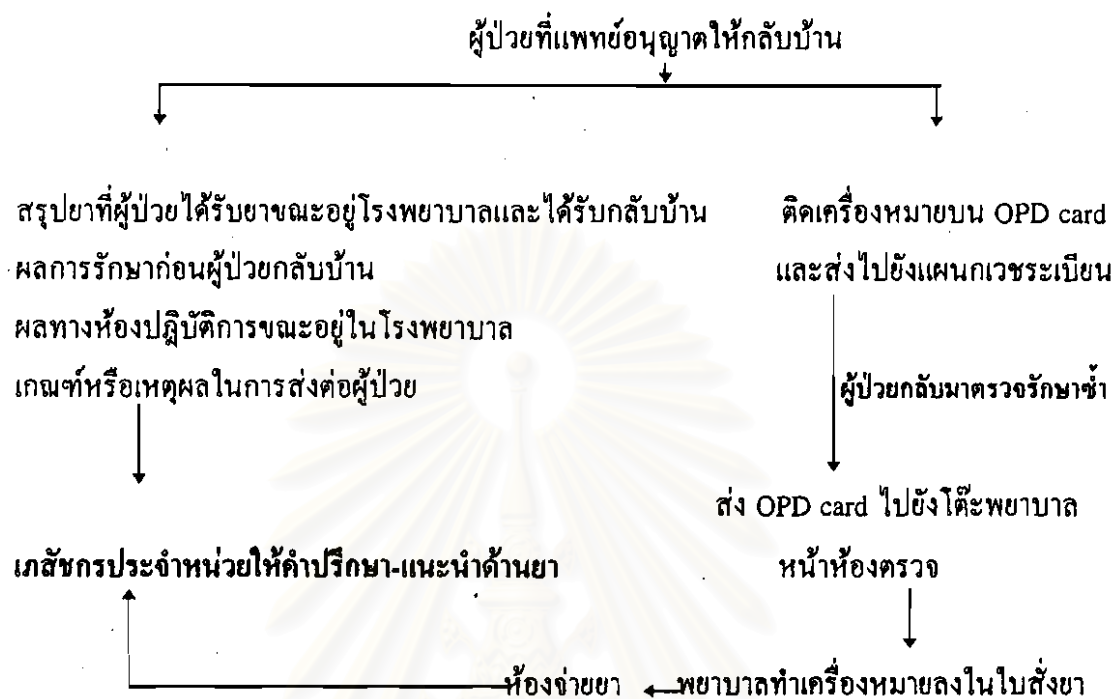 ผู้ป่วยที่แพทย์อนุญาตให้กลับบ้าน
สรุปยาที่ผู้ป่วยได้รับยาขณะอยู่โรงพยาบาลและได้รับกลับบ้าน
ผลการรักษาก่อนผู้ป่วยกลับบ้าน
ผลทางห้องปฎิบัติการขณะอยู่ในโรงพยาบาล
เกณฑ์หรือเหตุผลในการส่งต่อผู้ป่วย
เภสัชกรประจำหน่วยให้คำปรึกษา-แนะนำด้านยา
ติดเครื่องหมายบน OPD card
และส่งไปยังแผนกเวชระเบียน
ผู้ป่วยกลับมาตรวจรักษาซ้ำ
ส่ง OPD card ไปยังโต๊ะพยาบาล
หน้าห้องตรวจ
พยาบาลทำเครื่องหมายลงในใบสั่งยา
ห้องจ่ายยา